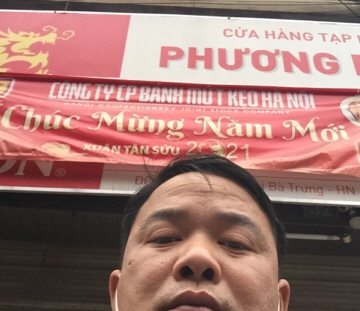 CỬA HÀNG TẠP
PHƯƠNG
CÔNG TY CP BÁNH MỨT KẸO HÀ NỘI
HANOI CONFECTIONERY JOINT STOCK COMPANY
Chúc Mừng Năm Mới
XUÂN TÂN SỬU 2021
ON®
Bà Trưng - HN